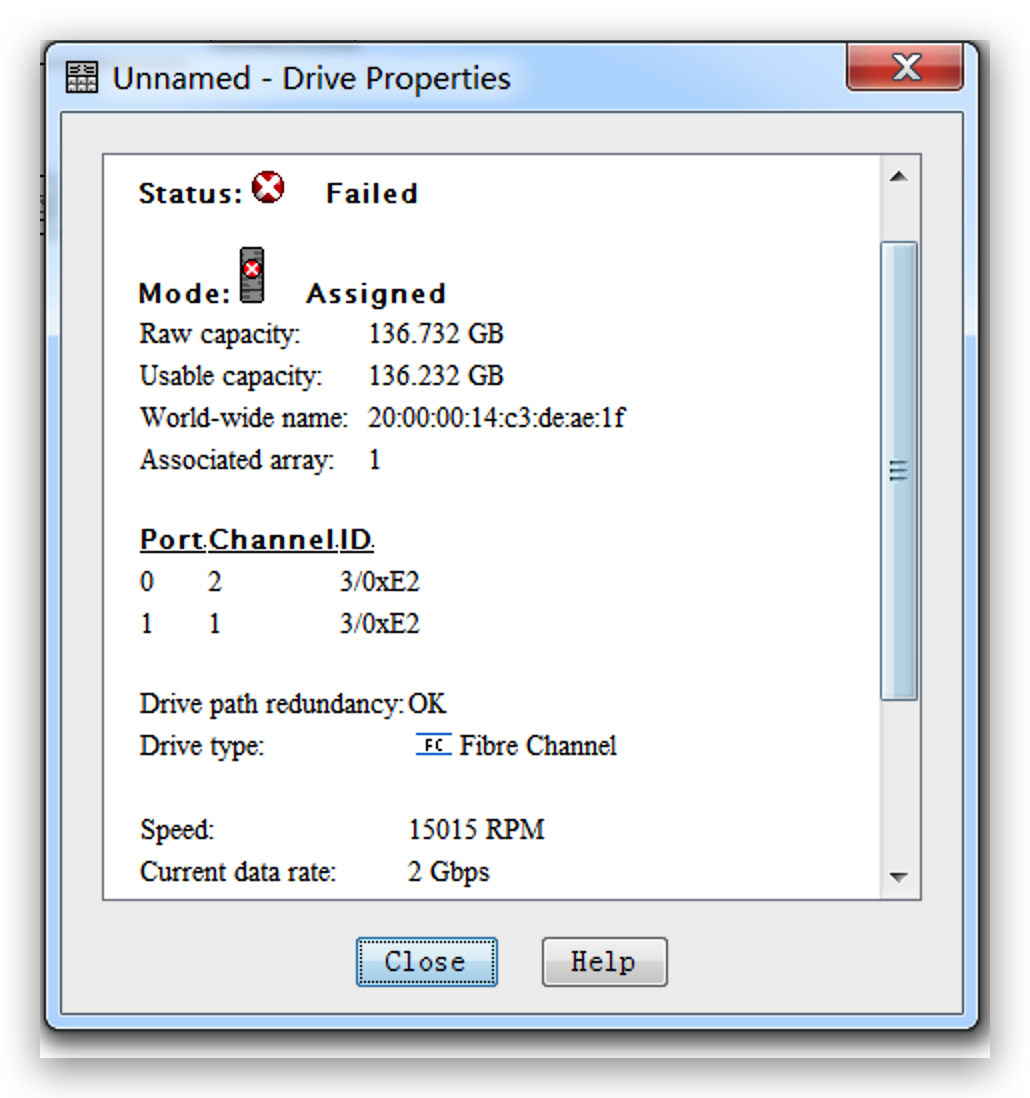 Unnamed - Drive Properties
Status: Failed
Mode: Assigned
Raw capacity: 136.732 GB
Usable capacity: 136.232 GB
World-wide name: 20:00:00:14:c3:de:ae:1f
Associated array: 1
Port Channel ID
0 2 3/0xE2
1 1 3/0xE2
Drive path redundancy: OK
Drive type: FC Fibre Channel
Speed: 15015 RPM
Current data rate: 2 Gbps
Close Help